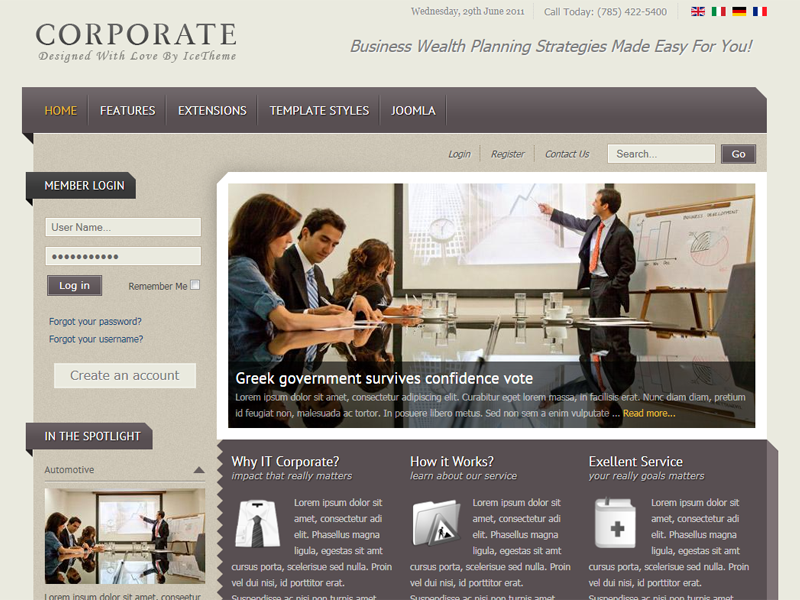 Wednesday, 29th June 2011
Call Today: (785) 422-5400
CORPORATE
Designed With Love By IceTheme
Business Wealth Planning Strategies Made Easy For You!
HOME
FEATURES
EXTENSIONS
TEMPLATE STYLES
JOOMLA
Login
Register
Contact Us
Search...
Go
MEMBER LOGIN
User Name...
Log in
Remember Me
Forgot your password?
Forgot your username?
Create an account
BUSINESS DEVELOPMENT
Greek government survives confidence vote
Lorem ipsum dolor sit amet, consectetur adipiscing elit. Curabitur eget lorem massa, in facilisis erat. Nunc diam diam, pretium
id feugiat non, malesuada ac tortor. In posuere libero metus. Sed non sem a enim vulputate ... Read more...
IN THE SPOTLIGHT
Automotive
Lorem ipsum dolor sit amet, consetetur
Why IT Corporate?
impact that really matters
Lorem ipsum dolor sit
amet, consectetur adi
elit. Phasellus magna
ligula, egestas sit amt
cursus porta, scelerisue sed nulla. Proin
vel dui nisi, id porttitor erat.
Suspendisse ac nisi non turpis amet
How it Works?
learn about our service
Lorem ipsum dolor sit
amet, consectetur adi
elit. Phasellus magna
ligula, egestas sit amt
cursus porta, scelerisue sed nulla. Proin
vel dui nisi, id porttitor erat.
Suspendisse ac nisi non turpis amet
Exellent Service
your really goals matters
Lorem ipsum dolor sit
amet, consectetur adi
elit. Phasellus magna
ligula, egestas sit amt
cursus porta, scelerisue sed nulla. Proin
vel dui nisi, id porttitor erat.
Suspendisse ac nisi non turpis amet